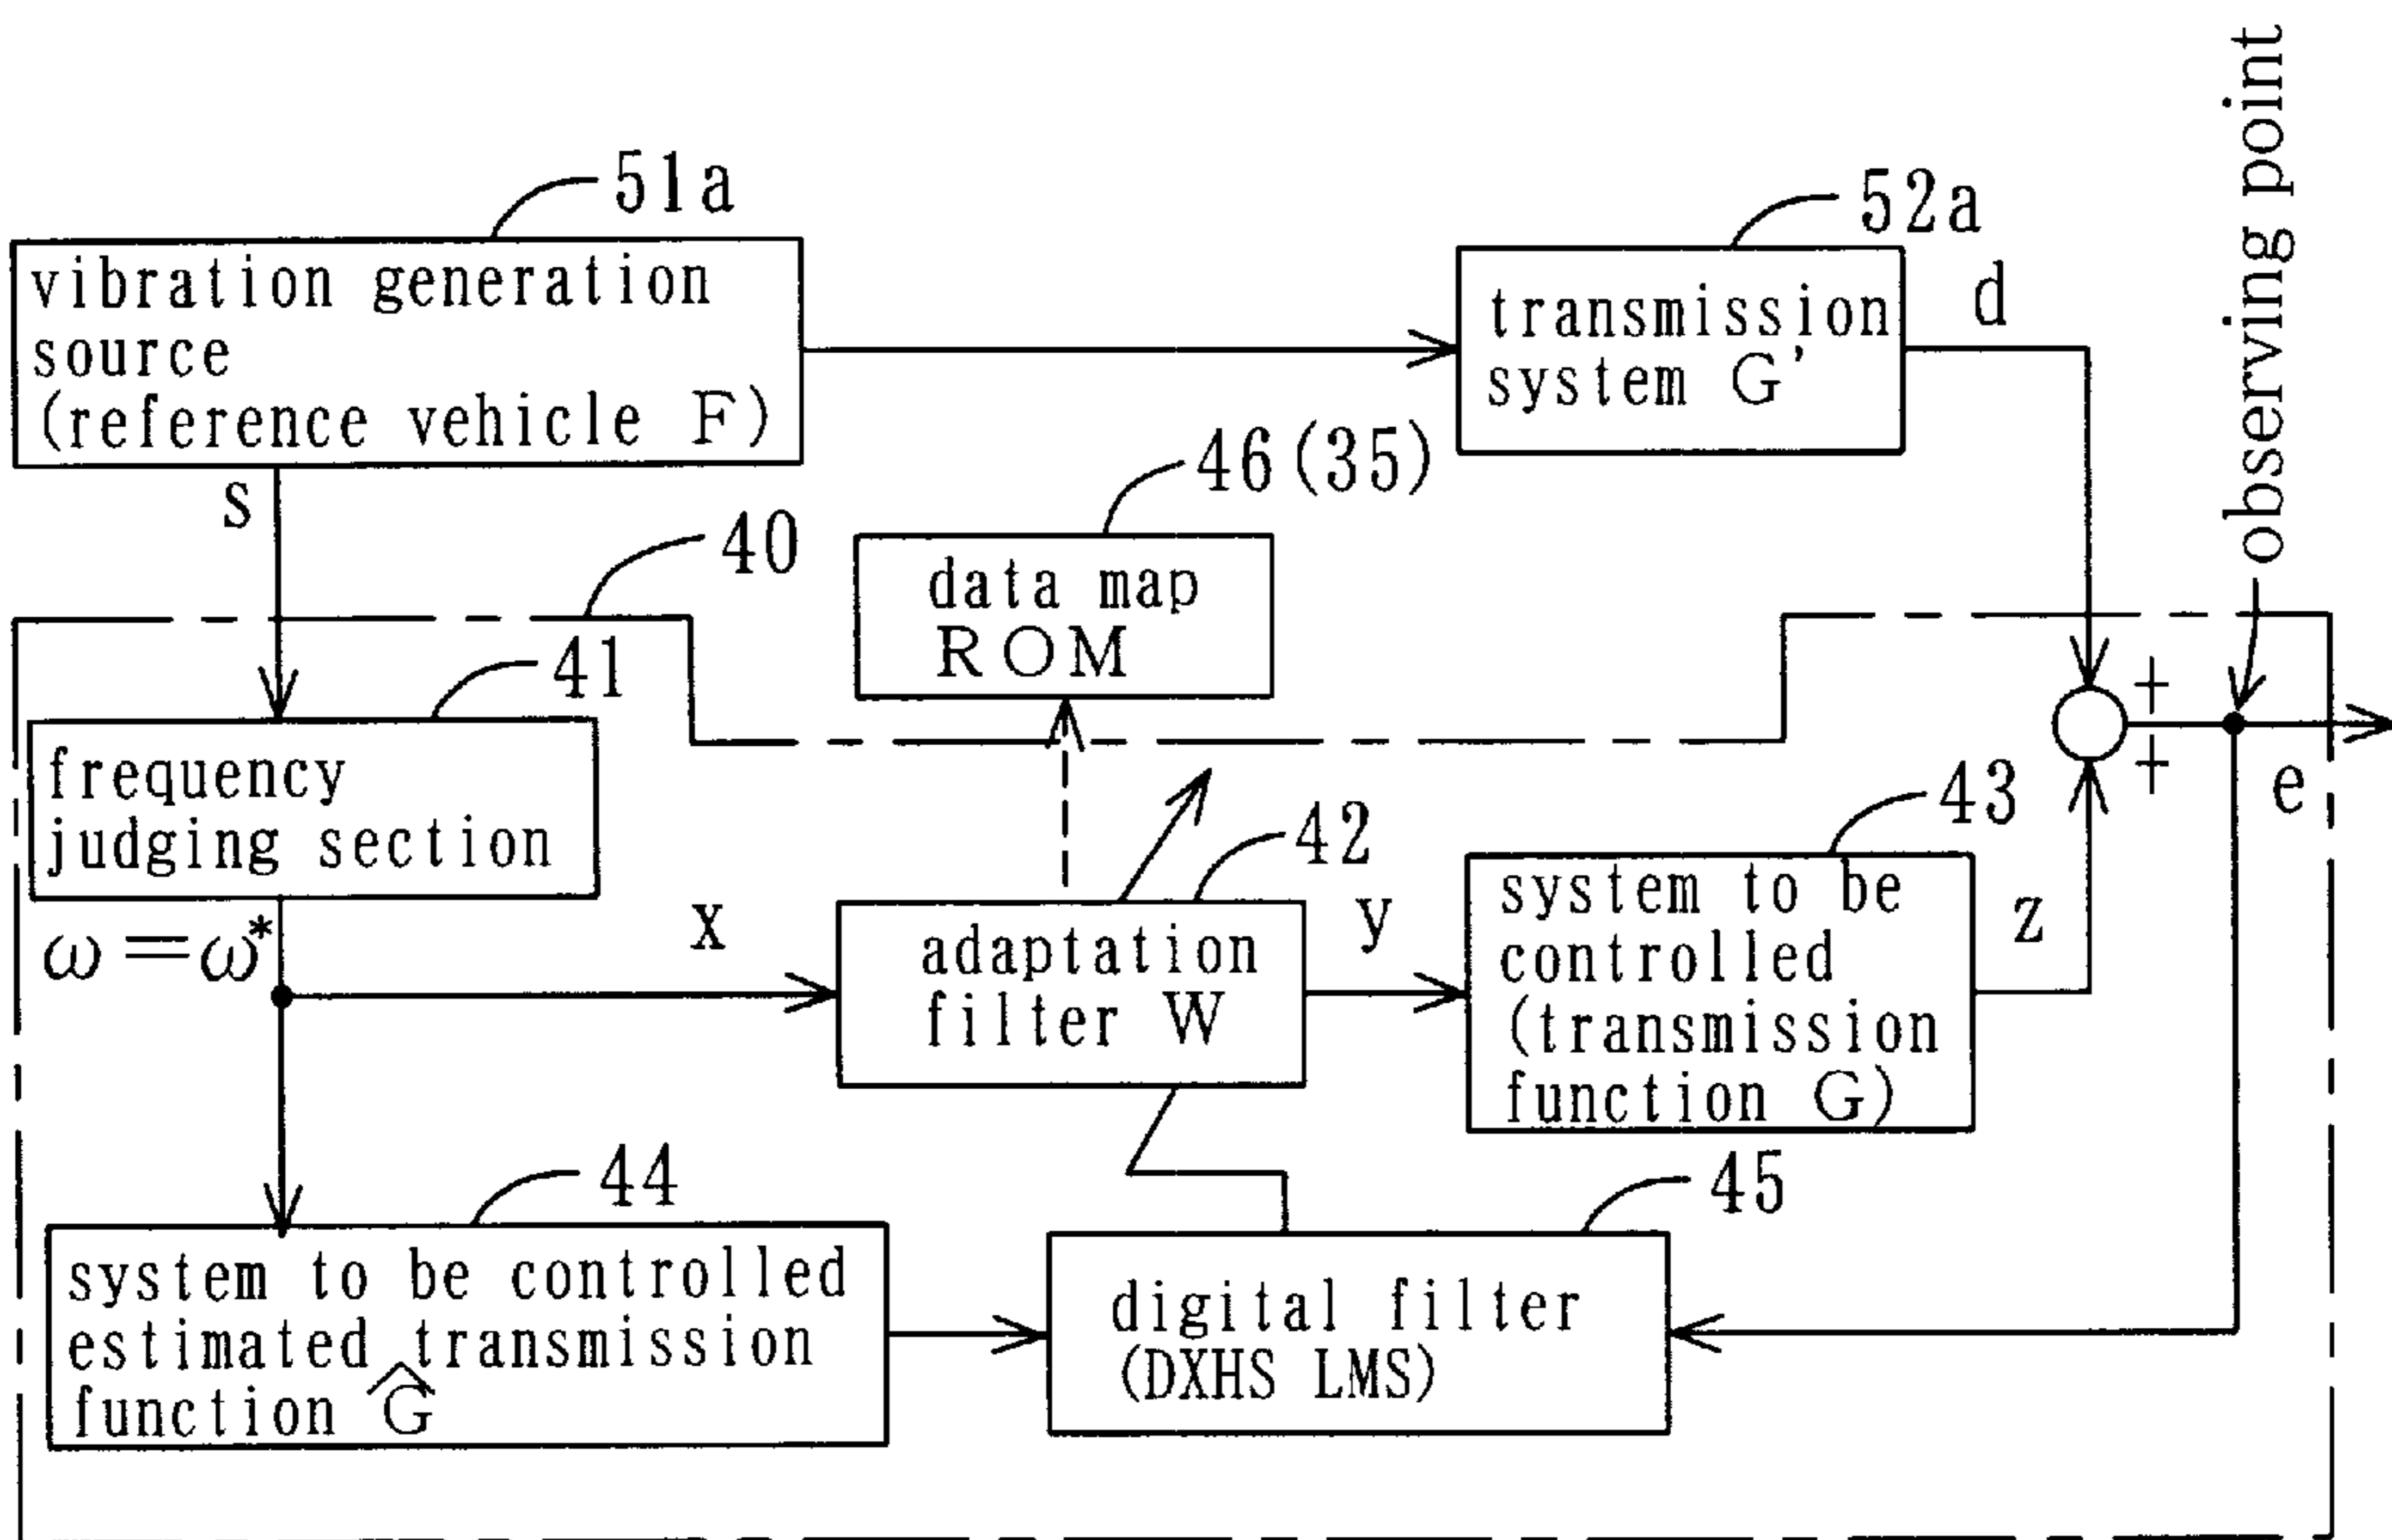 51a
vibration generation
source
(reference vehicle F)
52a
transmission
system G'
d
observing point
s
40
46(35)
data map
ROM
41
frequency
judging section
ω=ω*
x
42
adaptation
filter W
y
43
system to be
controlled
(transmission
function G)
z
+
+
e
44
system to be controlled
estimated transmission
function Ĝ
45
digital filter
(DXHS LMS)